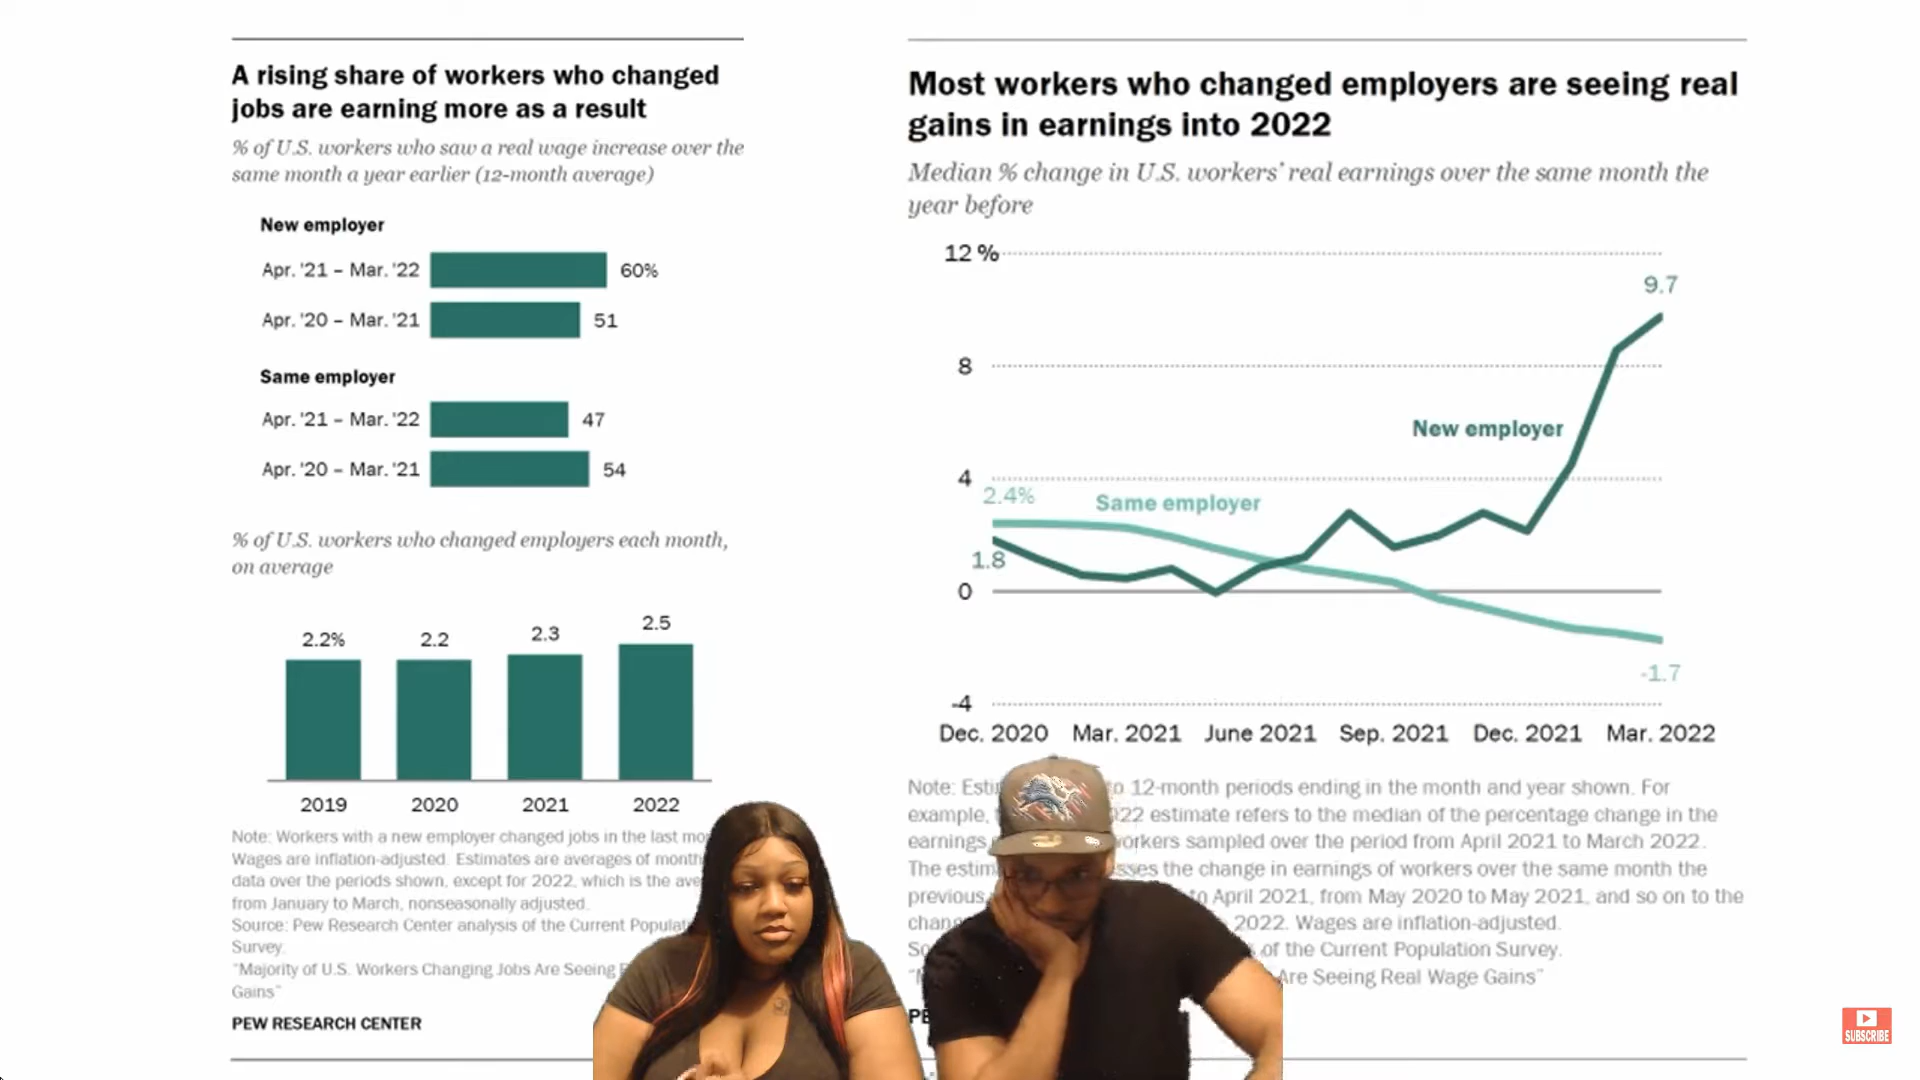 A rising share of workers who changed
jobs are earning more as a result
% of U.S. workers who saw a real wage increase over the
same month a year earlier (12-month average)
New employer
Apr. '21 – Mar. '22 60%
Apr. '20 – Mar. '21 51
Same employer
Apr. '21 – Mar. '22 47
Apr. '20 – Mar. '21 54
% of U.S. workers who changed employers each month,
on average
2.2% 2.2 2.3 2.5
2019 2020 2021 2022
Note: Workers with a new employer changed jobs in the last
Wages are inflation-adjusted. Estimates are averages of
data over the periods shown, except for 2022, which is the
from January to March, nonseasonally adjusted.
Source: Pew Research Center analysis of the Current
Survey.
"Majority of U.S. Workers Changing Jobs Are Seeing
Gains"
PEW RESEARCH CENTER
Most workers who changed employers are seeing real
gains in earnings into 2022
Median % change in U.S. workers' real earnings over the same month the
year before
12 %
9.7
8
New employer
4
2.4% Same employer
1.8
0
-1.7
-4
Dec. 2020 Mar. 2021 June 2021 Sep. 2021 Dec. 2021 Mar. 2022
Note: 12-month periods ending in the month and year shown. For
example, estimate refers to the median of the percentage change in the
earnings workers sampled over the period from April 2021 to March 2022.
The the change in earnings of workers over the same month the
previous to April 2021, from May 2020 to May 2021, and so on to the
2022. Wages are inflation-adjusted.
of the Current Population Survey.
Are Seeing Real Wage Gains"
SUBSCRIBE